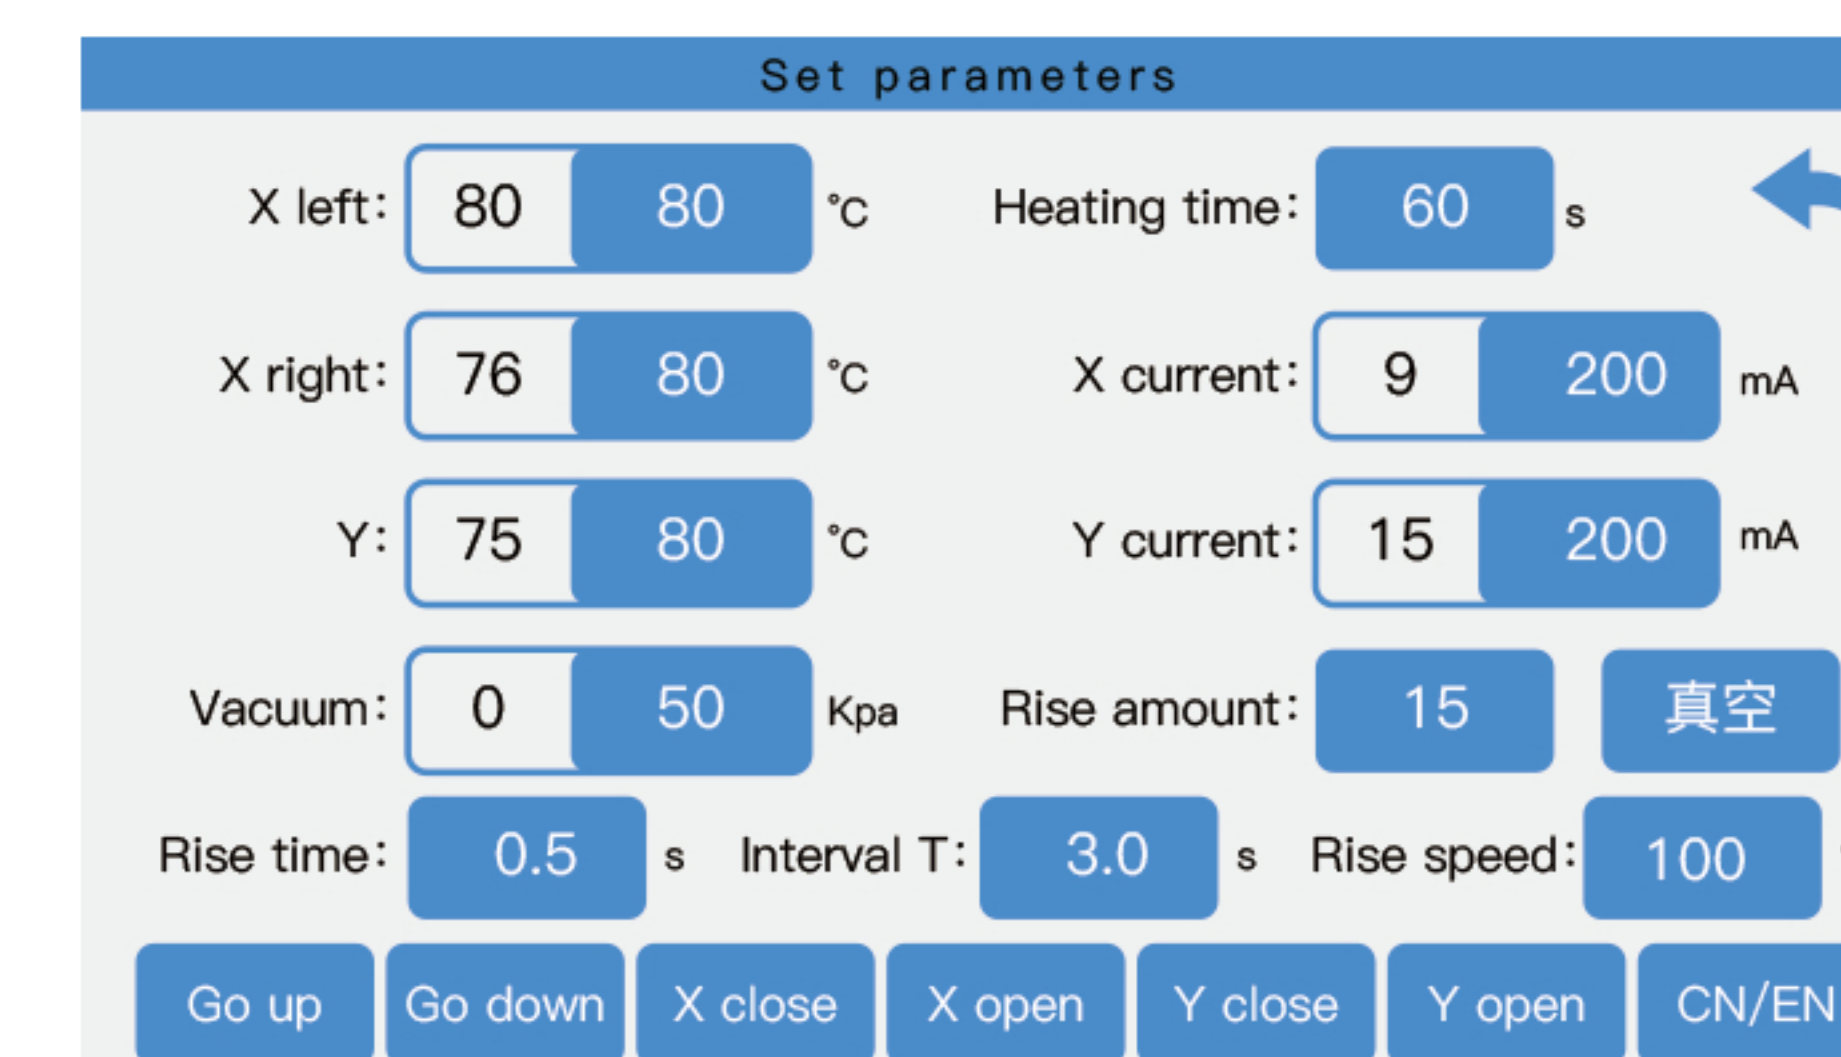 Set parameters
X left: 80 80 °C Heating time: 60 s
X right: 76 80 °C X current: 9 200 mA
Y: 75 80 °C Y current: 15 200 mA
Vacuum: 0 50 Kpa Rise amount: 15 真空
Rise time: 0.5 s Interval T: 3.0 s Rise speed: 100
Go up Go down X close X open Y close Y open CN/EN